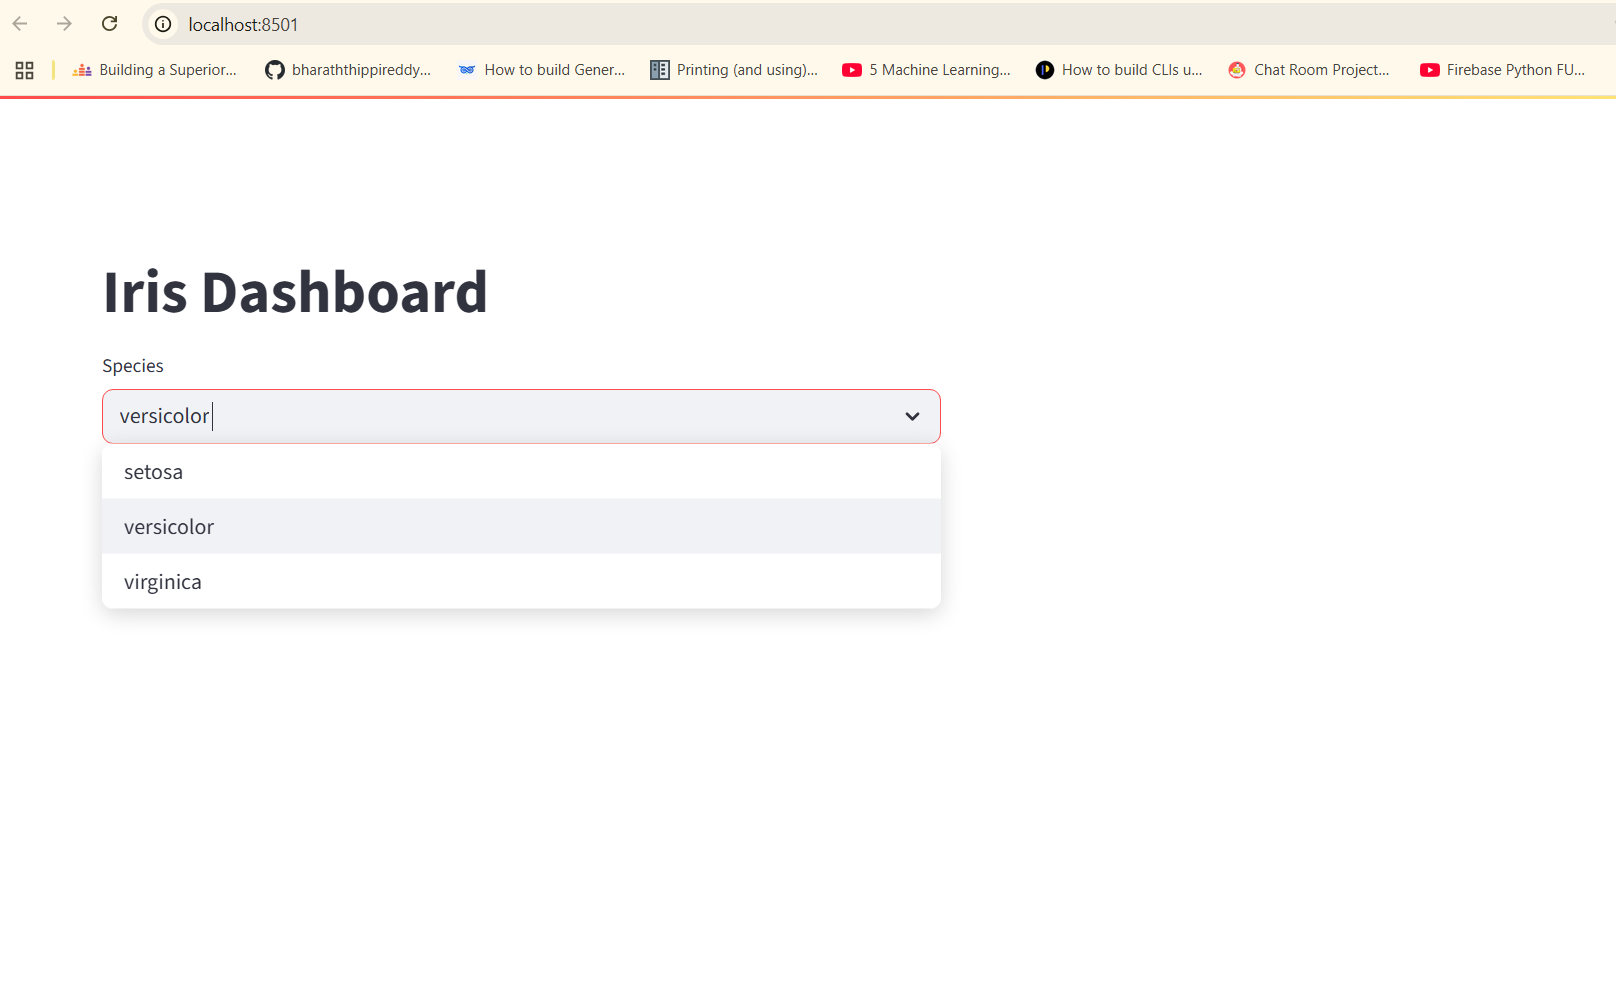 localhost:8501
Building a Superior...
bharaththippireddy...
How to build Gener...
Printing (and using)...
5 Machine Learning...
How to build CLIs u...
Chat Room Project...
Firebase Python FU...
Iris Dashboard
Species
versicolor
setosa
versicolor
virginica